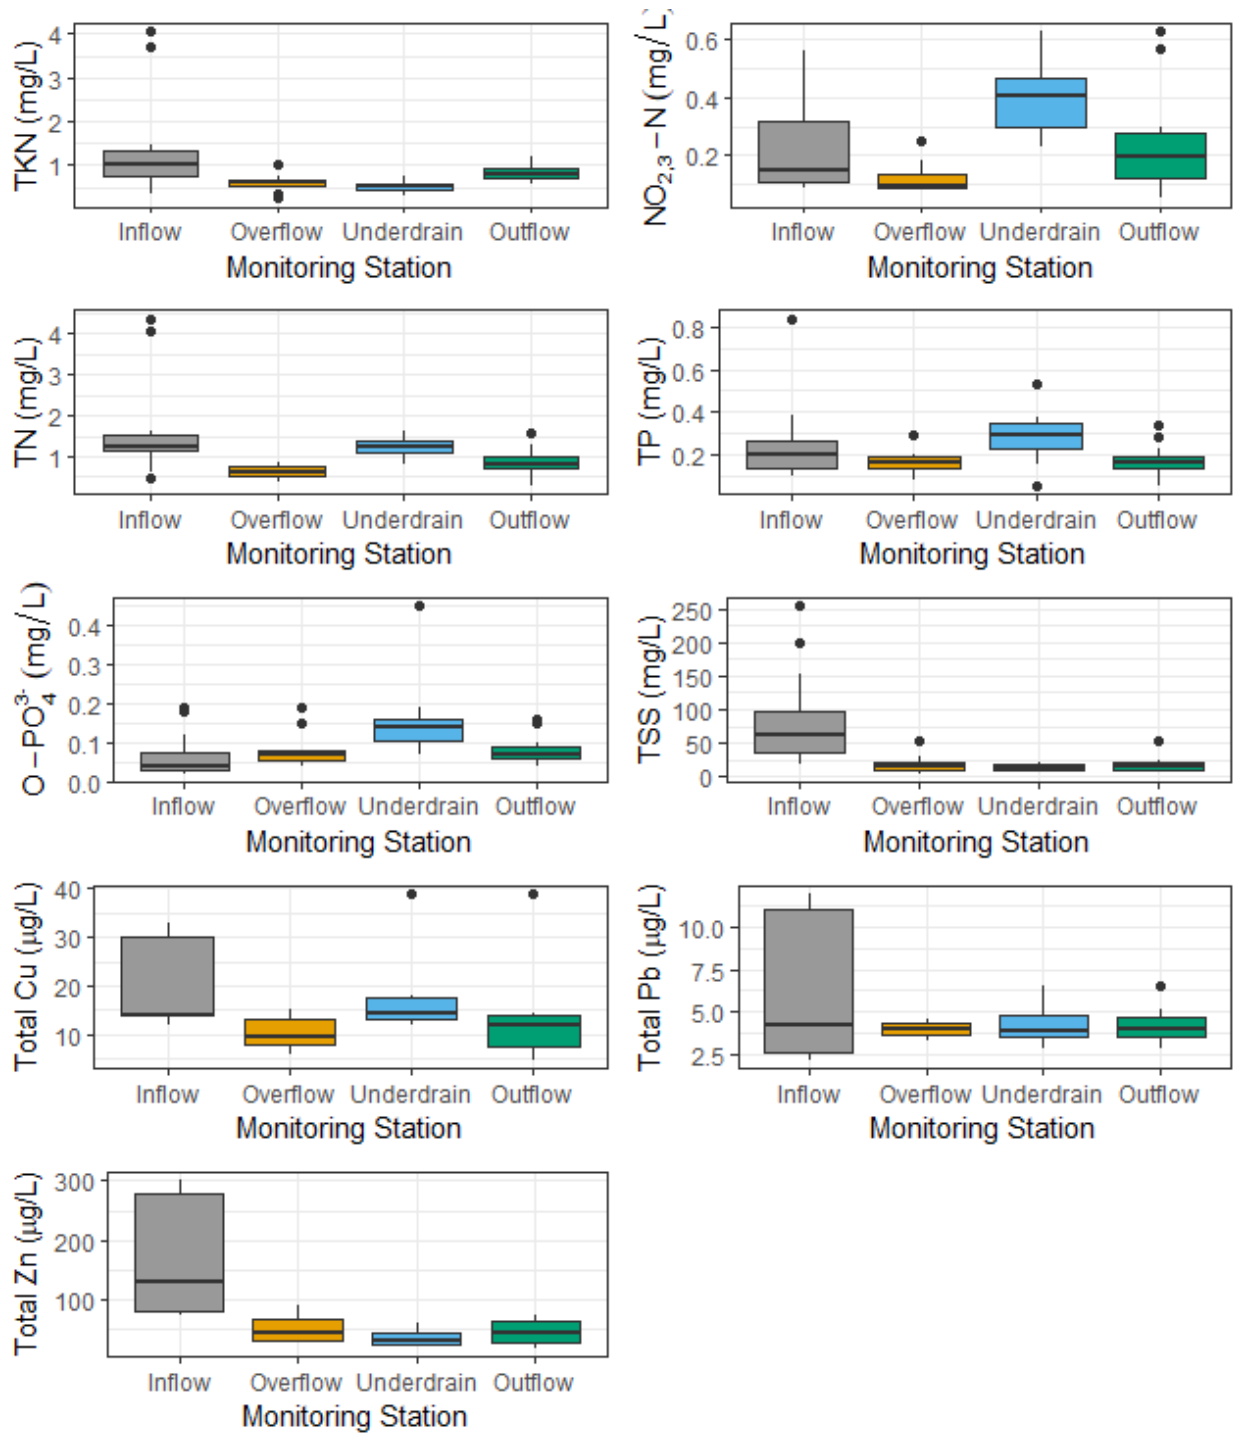 TKN (mg/L)
4
3
2
1
Inflow Overflow Underdrain Outflow
Monitoring Station
NO2,3−N (mg/L)
0.6
0.4
0.2
Inflow Overflow Underdrain Outflow
Monitoring Station
TN (mg/L)
4
3
2
1
Inflow Overflow Underdrain Outflow
Monitoring Station
TP (mg/L)
0.8
0.6
0.4
0.2
Inflow Overflow Underdrain Outflow
Monitoring Station
O−PO4³⁻ (mg/L)
0.4
0.3
0.2
0.1
0.0
Inflow Overflow Underdrain Outflow
Monitoring Station
TSS (mg/L)
250
200
150
100
50
0
Inflow Overflow Underdrain Outflow
Monitoring Station
Total Cu (µg/L)
40
30
20
10
Inflow Overflow Underdrain Outflow
Monitoring Station
Total Pb (µg/L)
10.0
7.5
5.0
2.5
Inflow Overflow Underdrain Outflow
Monitoring Station
Total Zn (µg/L)
300
200
100
Inflow Overflow Underdrain Outflow
Monitoring Station